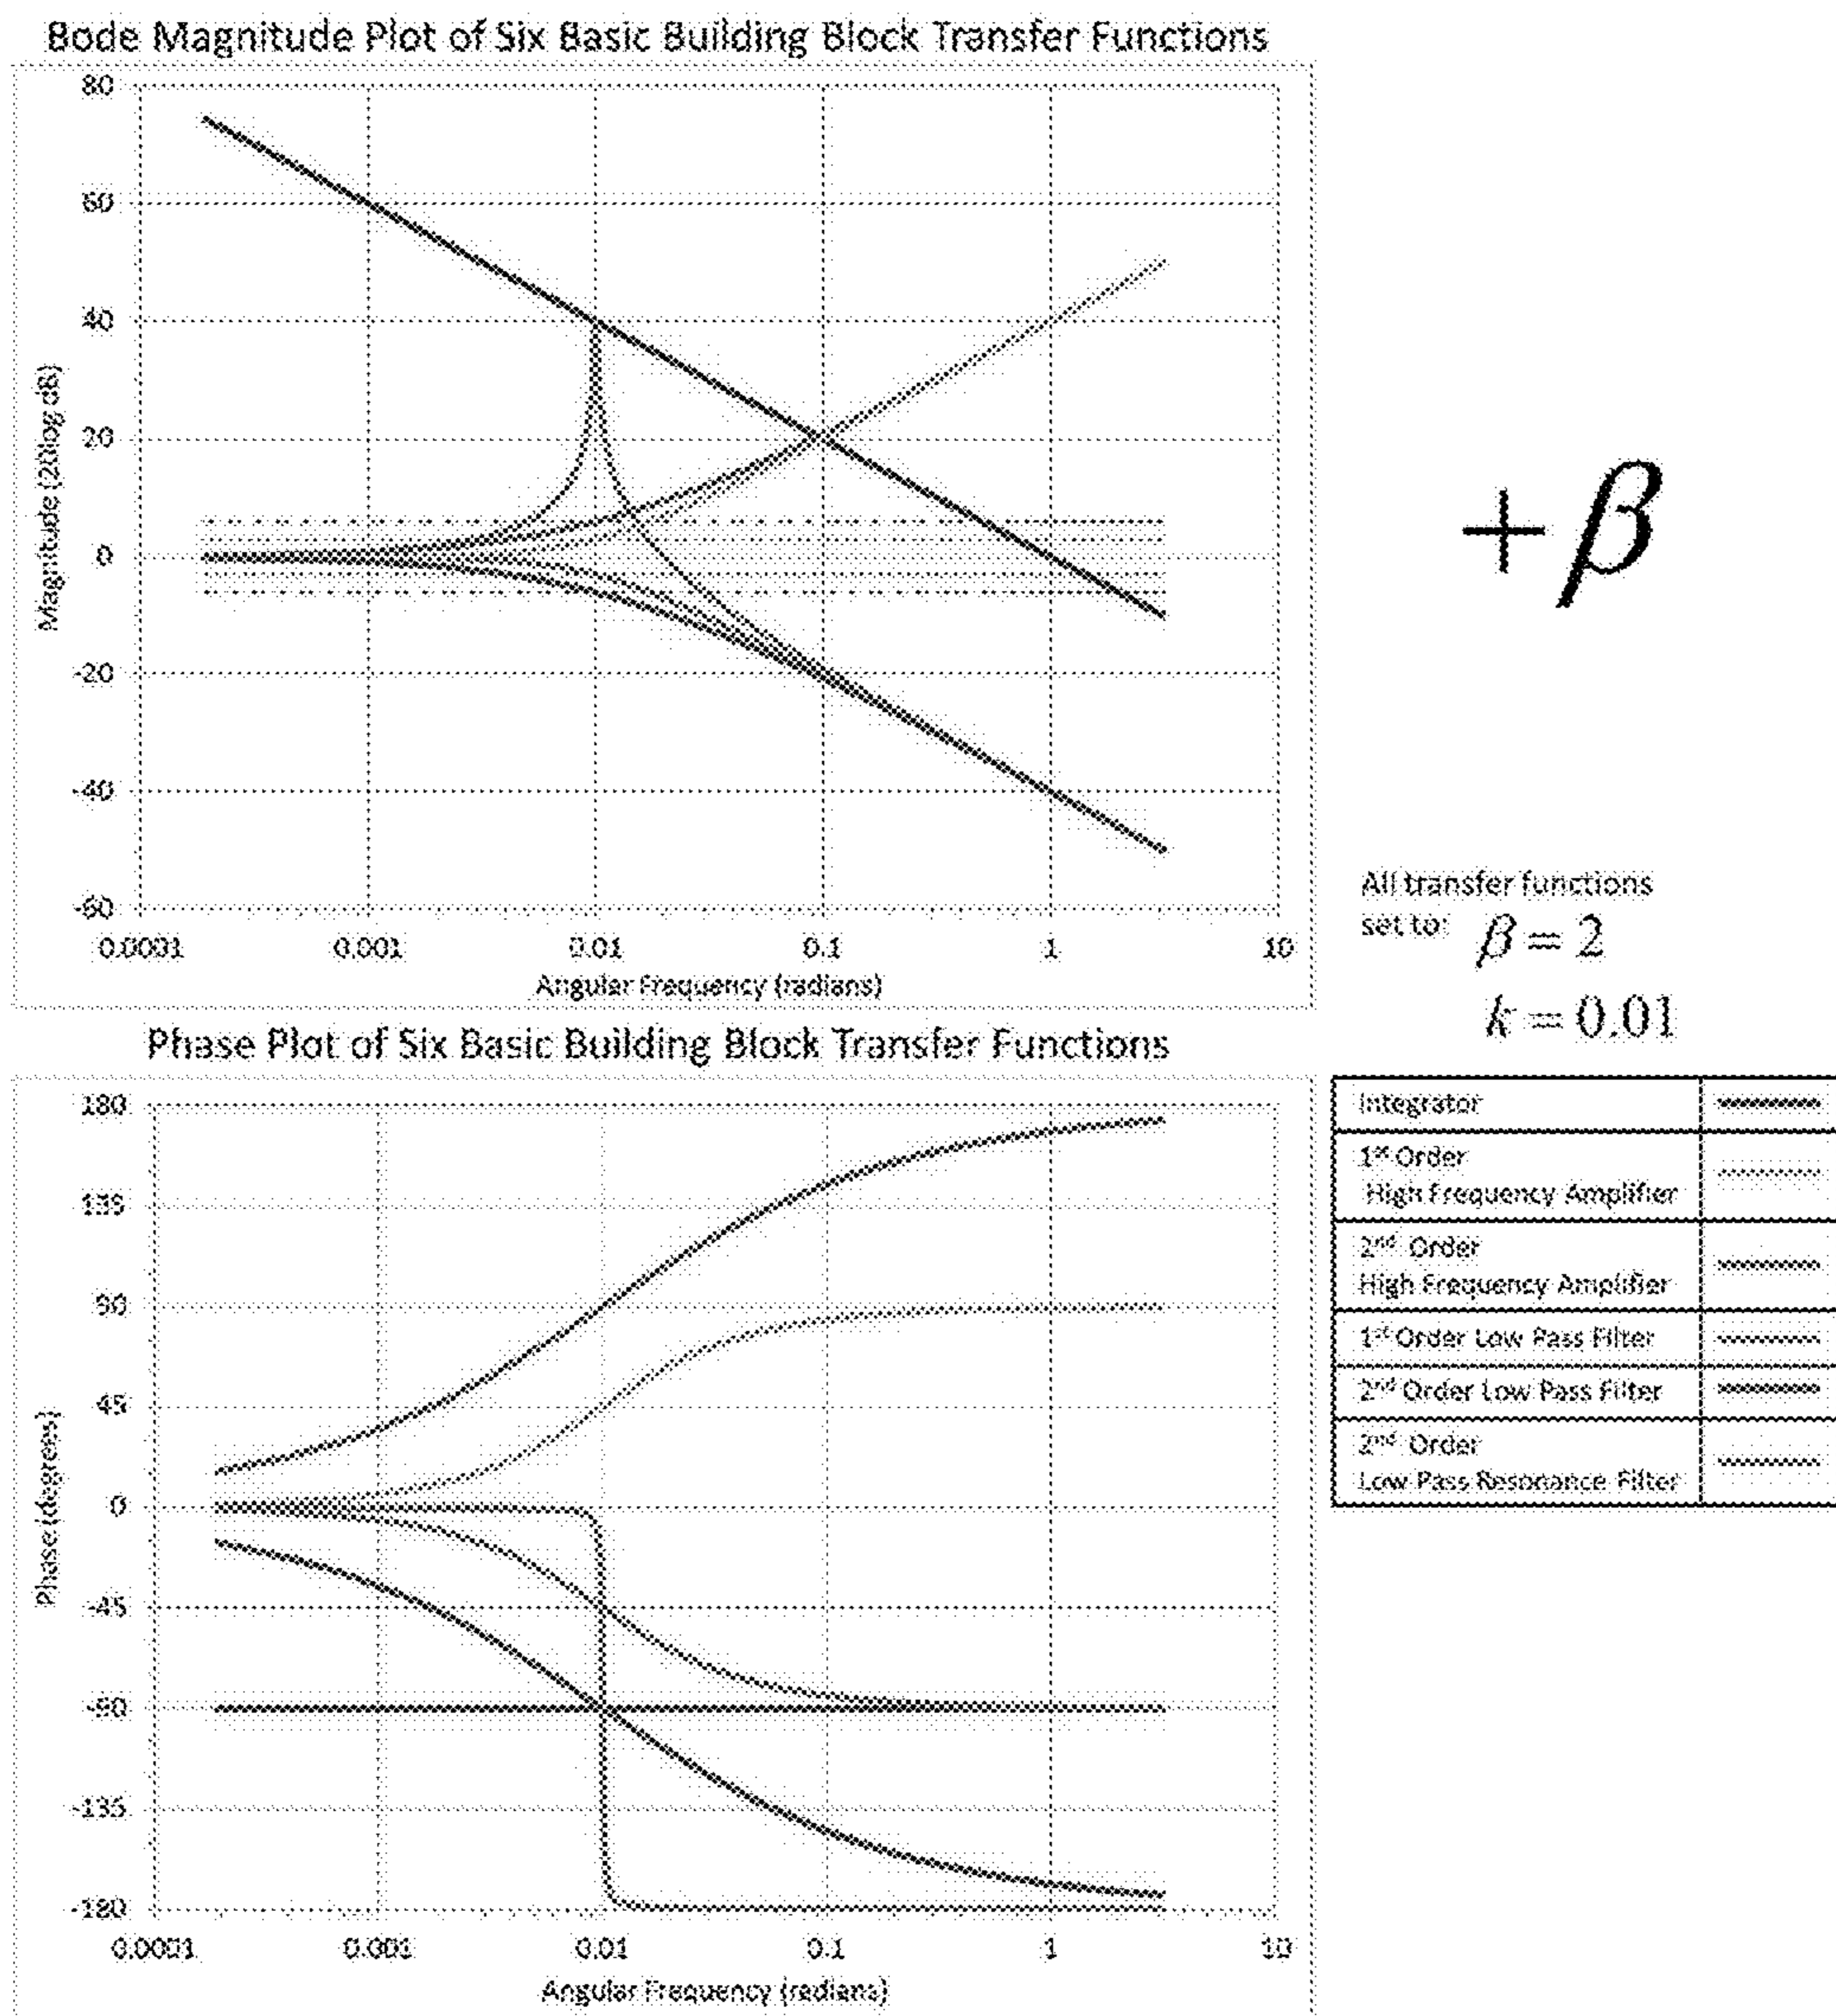 Bode Magnitude Plot of Six Basic Building Block Transfer Functions
80
60
40
20
0
-20
-40
-60
Magnitude (20log dB)
0.0001 0.001 0.01 0.1 1 10
Angular Frequency (radians)
+β
All transfer functions
set to: β = 2
k = 0.01
Phase Plot of Six Basic Building Block Transfer Functions
180
135
90
45
0
-45
-90
-135
-180
Phase (degrees)
0.0001 0.001 0.01 0.1 1 10
Angular Frequency (radians)
Integrator
1st Order
High Frequency Amplifier
2nd Order
High Frequency Amplifier
1st Order Low Pass Filter
2nd Order Low Pass Filter
2nd Order
Low Pass Resonance Filter